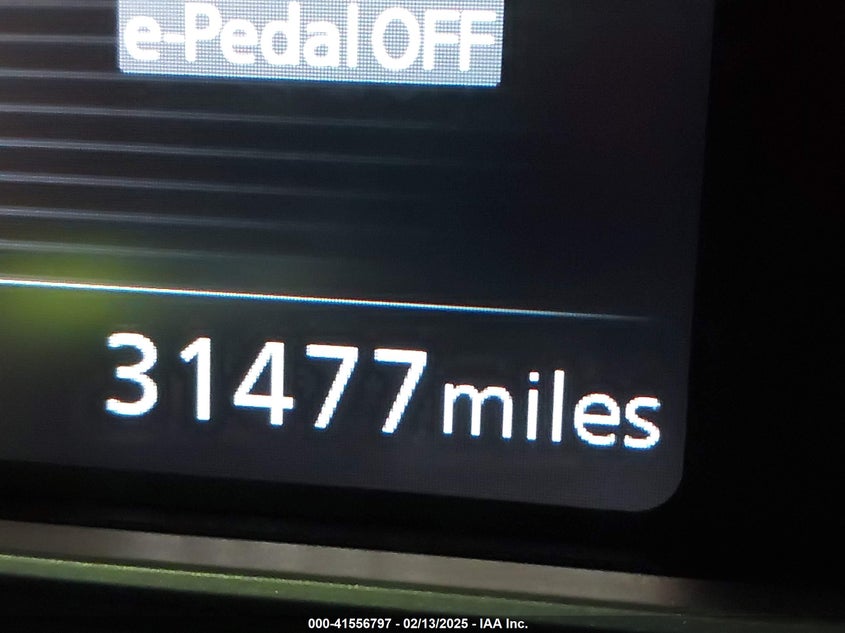 e-Pedal OFF
31477 miles
000-41556797 - 02/13/2025 - IAA Inc.